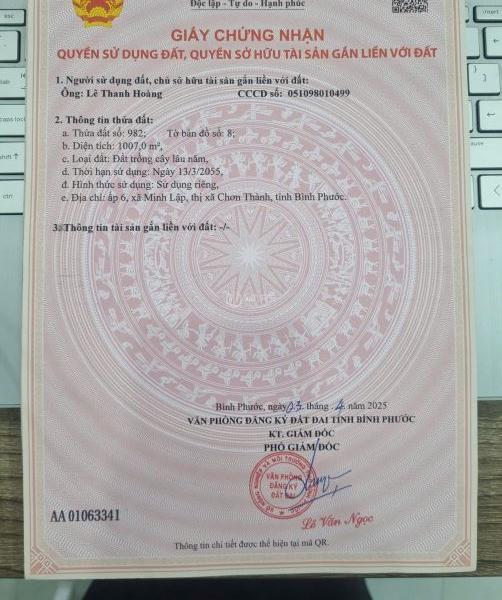 Độc lập - Tự do - Hạnh phúc
GIẤY CHỨNG NHẬN
QUYỀN SỬ DỤNG ĐẤT, QUYỀN SỞ HỮU TÀI SẢN GẮN LIỀN VỚI ĐẤT
1. Người sử dụng đất, chủ sở hữu tài sản gắn liền với đất:
Ông: Lê Thanh Hoàng CCCD số: 051098010499
2. Thông tin thửa đất:
a. Thửa đất số: 982; Tờ bản đồ số: 8;
b. Diện tích: 1007,0 m²,
c. Loại đất: Đất trồng cây lâu năm,
d. Thời hạn sử dụng: Ngày 13/3/2055,
đ. Hình thức sử dụng: Sử dụng riêng,
e. Địa chỉ: ấp 6, xã Minh Lập, thị xã Chơn Thành, tỉnh Bình Phước.
3. Thông tin tài sản gắn liền với đất: -/-
Bình Phước, ngày 03 tháng 4 năm 2025
VĂN PHÒNG ĐĂNG KÝ ĐẤT ĐAI TỈNH BÌNH PHƯỚC
KT. GIÁM ĐỐC
PHÓ GIÁM ĐỐC
VĂN PHÒNG
ĐĂNG KÝ
ĐẤT ĐAI
Lê Văn Ngọc
AA 01063341
Thông tin chi tiết được thể hiện tại mã QR.